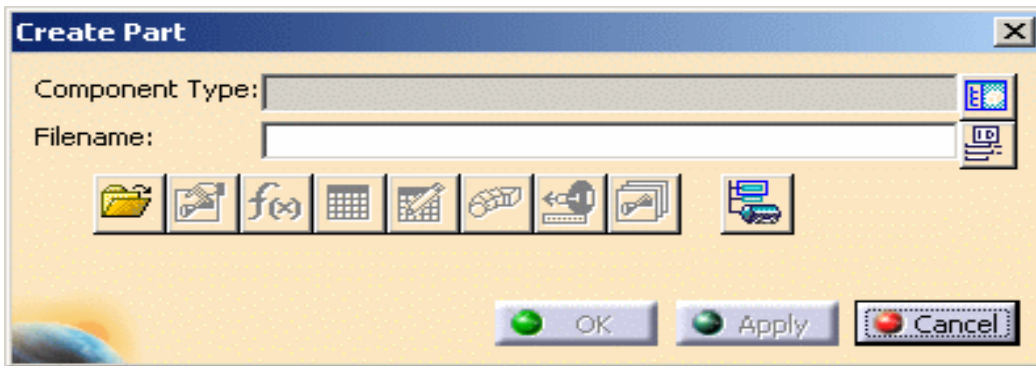 Create Part
Component Type:
Filename:
f(x)
OK
Apply
Cancel